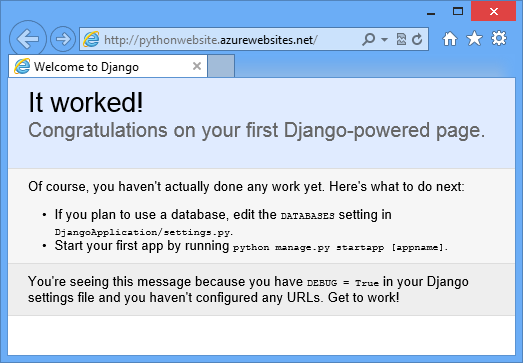 http://pythonwebsite.azurewebsites.net/
Welcome to Django
It worked!
Congratulations on your first Django-powered page.
Of course, you haven't actually done any work yet. Here's what to do next:
• If you plan to use a database, edit the DATABASES setting in
DjangoApplication/settings.py.
• Start your first app by running python manage.py startapp [appname].
You're seeing this message because you have DEBUG = True in your Django
settings file and you haven't configured any URLs. Get to work!